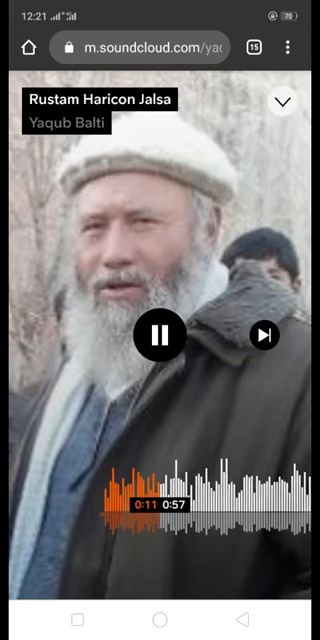 12:21
70
m.soundcloud.com/yaq
15
Rustam Haricon Jalsa
Yaqub Balti
0:11 0:57